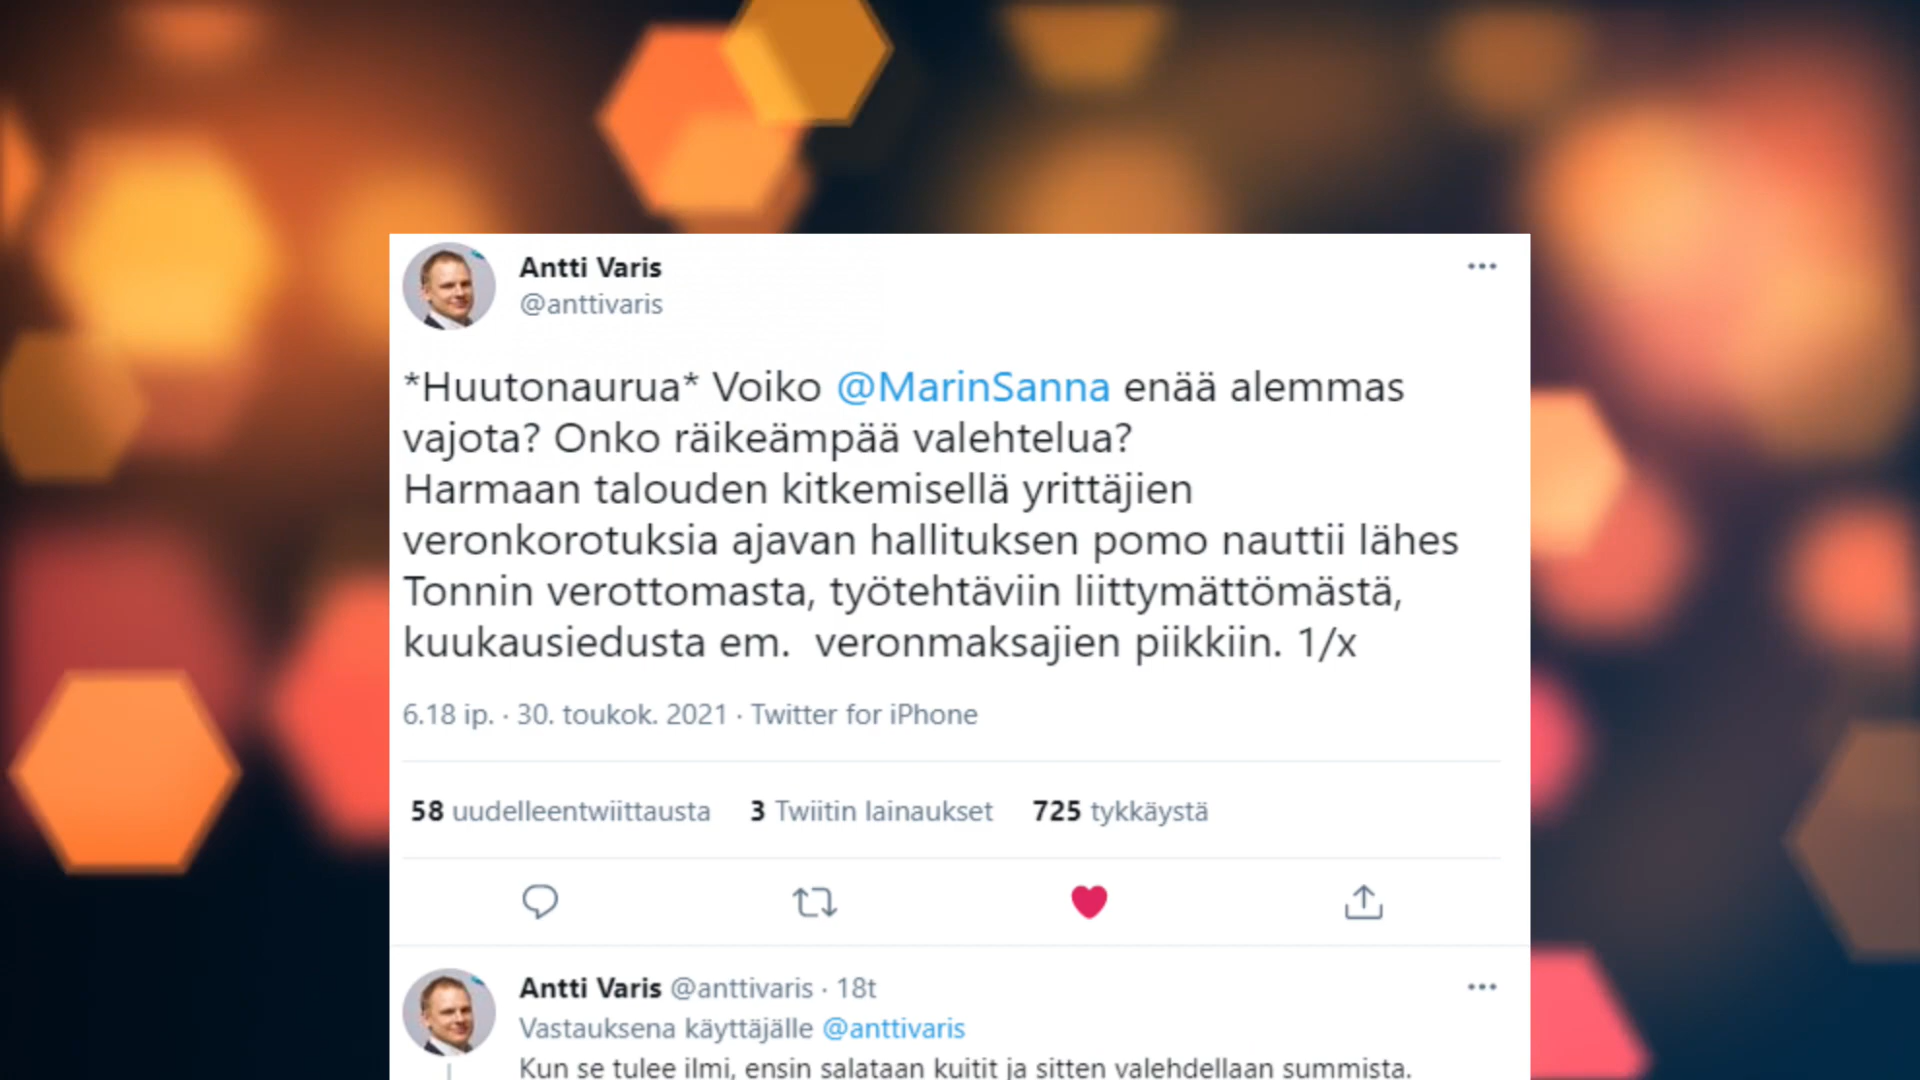 Antti Varis
@anttivaris
*Huutonaurua* Voiko @MarinSanna enää alemmas
vajota? Onko räikeämpää valehtelua?
Harmaan talouden kitkemisellä yrittäjien
veronkorotuksia ajavan hallituksen pomo nauttii lähes
Tonnin verottomasta, työtehtäviin liittymättömästä,
kuukausiedusta em.  veronmaksajien piikkiin. 1/x
6.18 ip. · 30. toukok. 2021 · Twitter for iPhone
58 uudelleentwiittausta 3 Twiitin lainaukset 725 tykkäystä
Antti Varis @anttivaris · 18t
Vastauksena käyttäjälle @anttivaris
Kun se tulee ilmi, ensin salataan kuitit ja sitten valehdellaan summista.